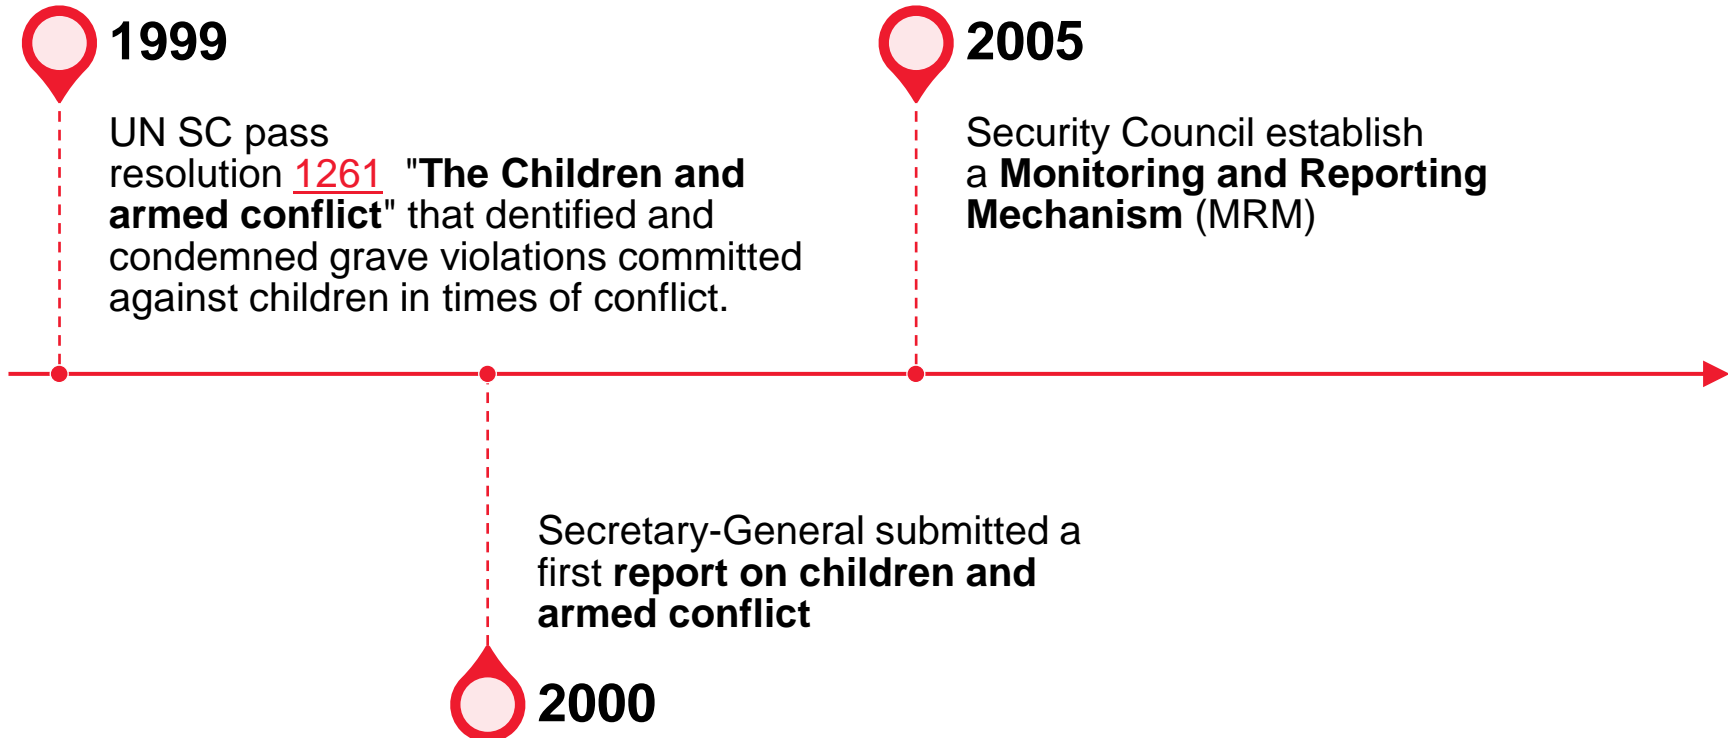 1999
UN SC pass
resolution 1261 "The Children and
armed conflict" that dentified and
condemned grave violations committed
against children in times of conflict.
2005
Security Council establish
a Monitoring and Reporting
Mechanism (MRM)
Secretary-General submitted a
first report on children and
armed conflict
2000